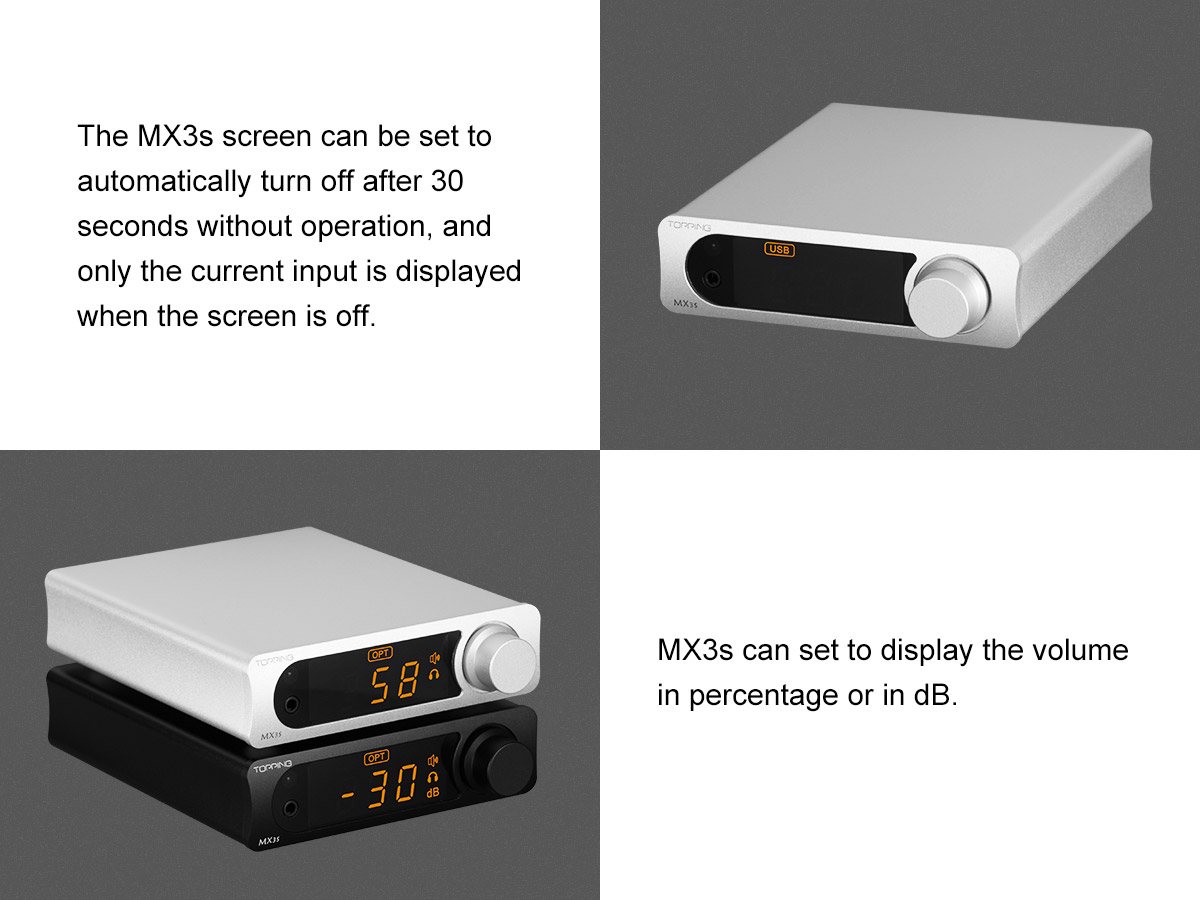 The MX3s screen can be set to
automatically turn off after 30
seconds without operation, and
only the current input is displayed
when the screen is off.
TOPPING
USB
MX3s
TOPPING
OPT
58
MX3s
TOPPING
OPT
-30
dB
MX3s
MX3s can set to display the volume
in percentage or in dB.